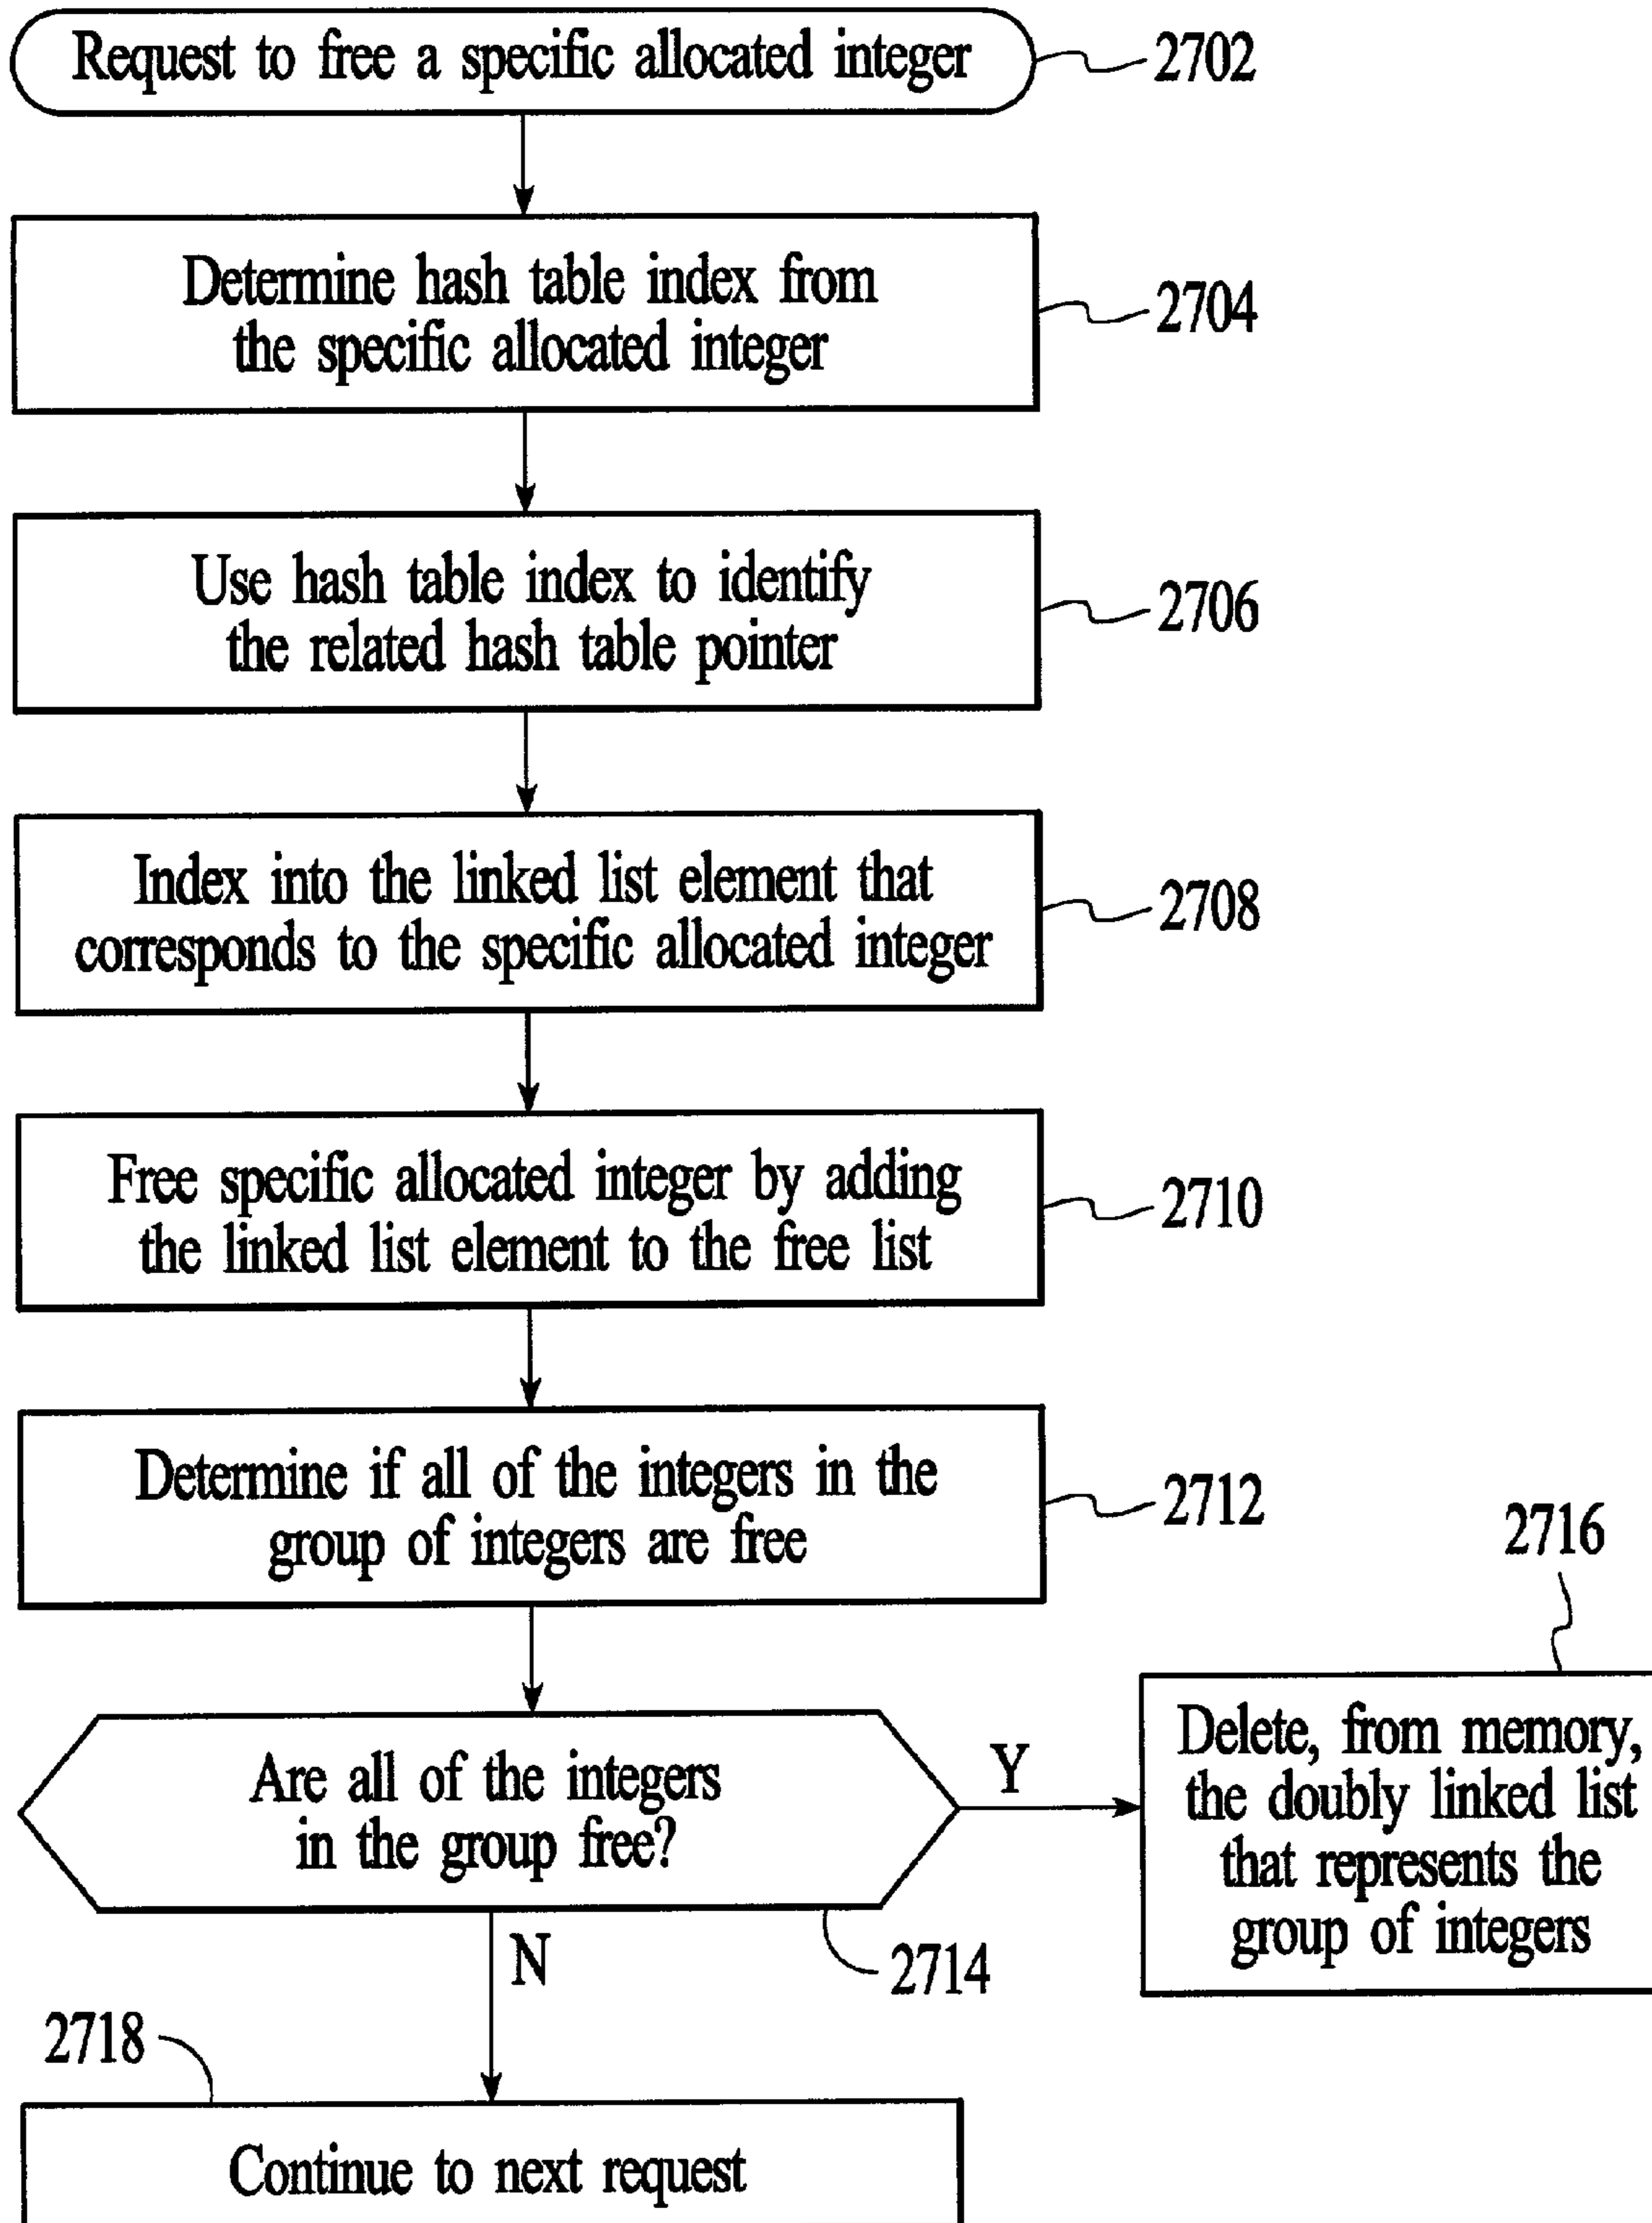 Request to free a specific allocated integer
2702
Determine hash table index from
the specific allocated integer
2704
Use hash table index to identify
the related hash table pointer
2706
Index into the linked list element that
corresponds to the specific allocated integer
2708
Free specific allocated integer by adding
the linked list element to the free list
2710
Determine if all of the integers in the
group of integers are free
2712
Are all of the integers
in the group free?
2714
Y
2716
Delete, from memory,
the doubly linked list
that represents the
group of integers
N
2718
Continue to next request